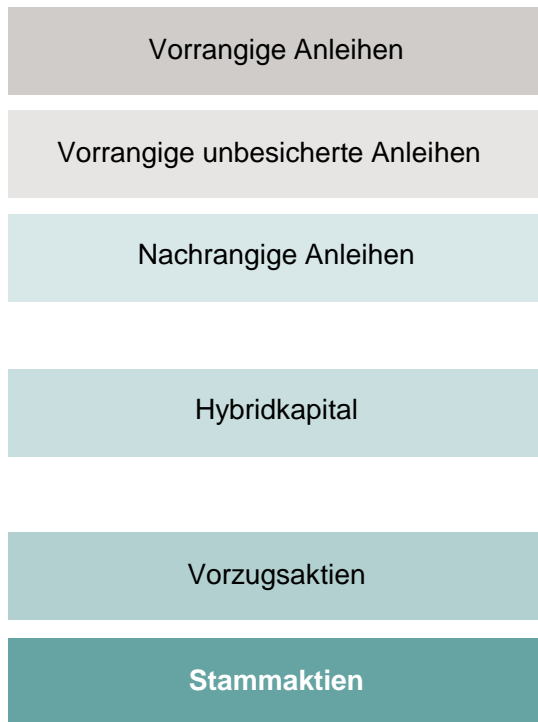 Vorrangige Anleihen
Vorrangige unbesicherte Anleihen
Nachrangige Anleihen
Hybridkapital
Vorzugsaktien
Stammaktien